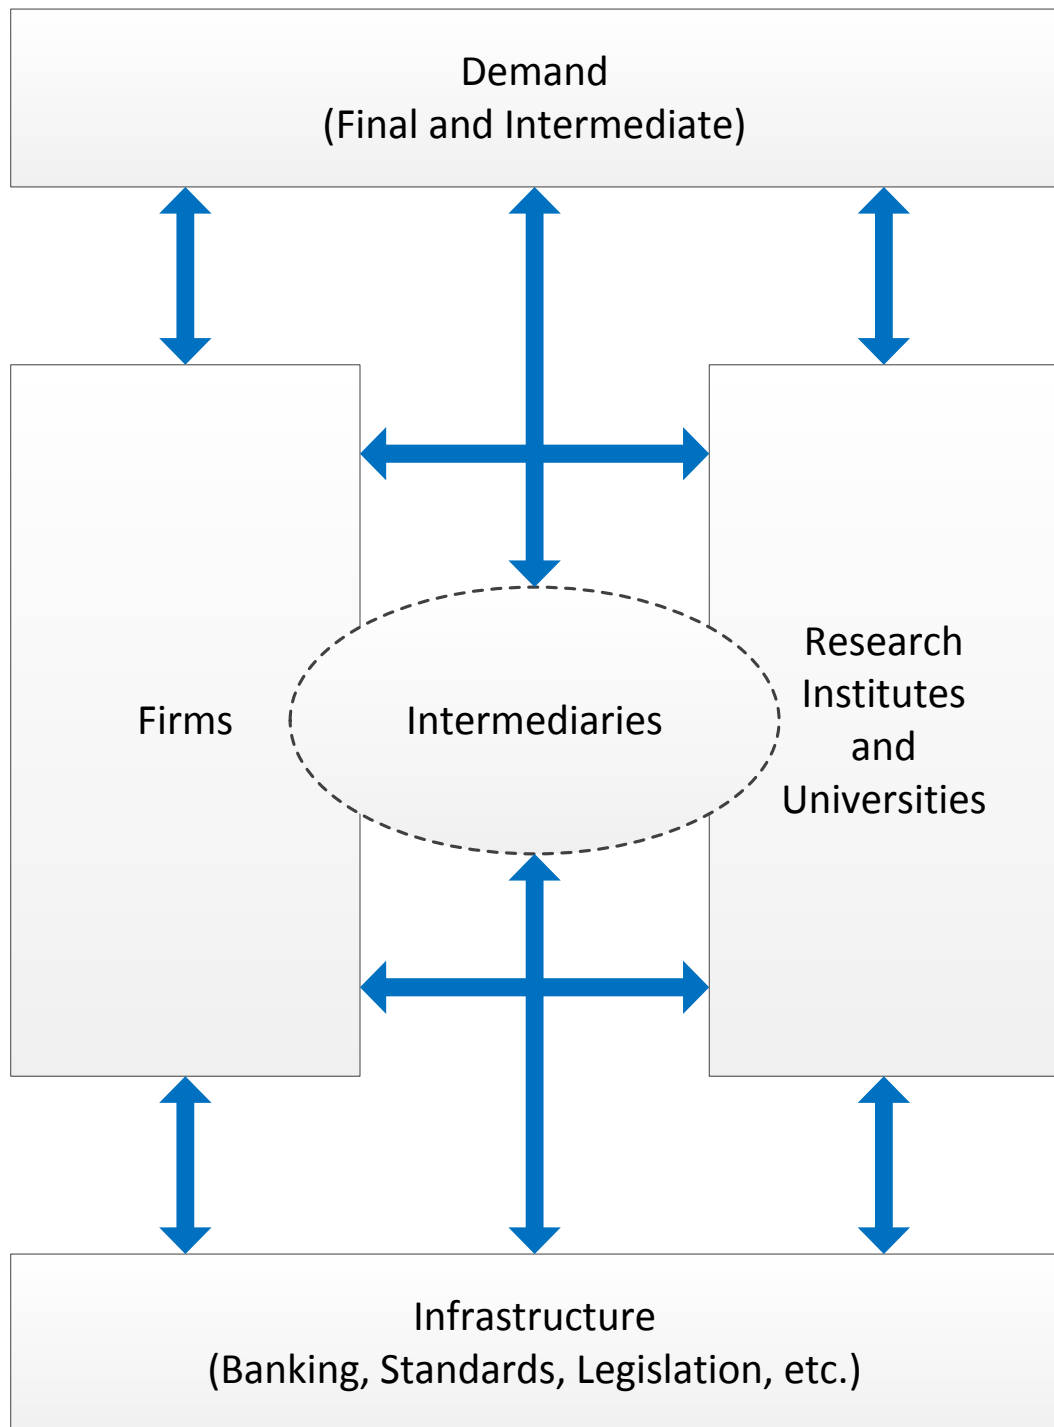 Demand
(Final and Intermediate)
Firms
Intermediaries
Research
Institutes
and
Universities
Infrastructure
(Banking, Standards, Legislation, etc.)